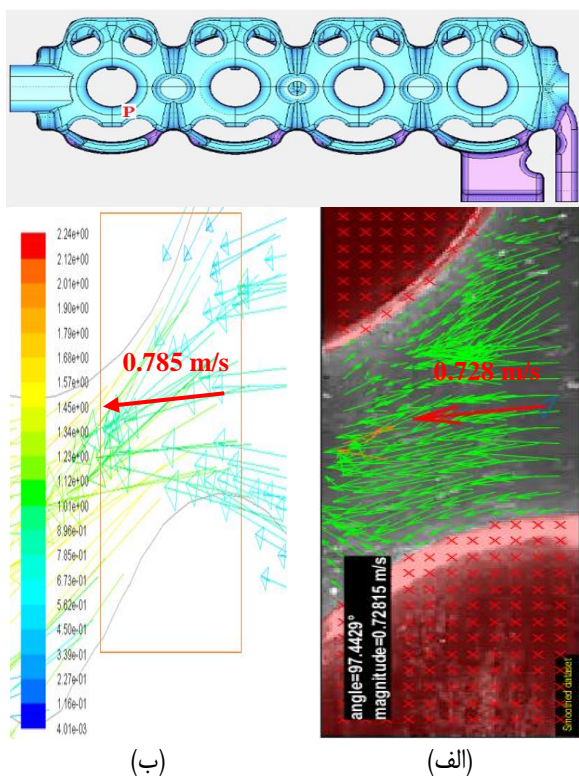 P
2.24e+00
2.12e+00
2.01e+00
1.90e+00
1.79e+00
1.68e+00
1.57e+00
1.45e+00
1.34e+00
1.23e+00
1.12e+00
1.01e+00
8.96e-01
7.85e-01
6.73e-01
5.62e-01
4.51e-01
3.39e-01
2.27e-01
1.16e-01
4.01e-03
0.785 m/s
0.728 m/s
angle=97.4429°
magnitude=0.72815 m/s
Smoothed dataset
(ب)
(الف)